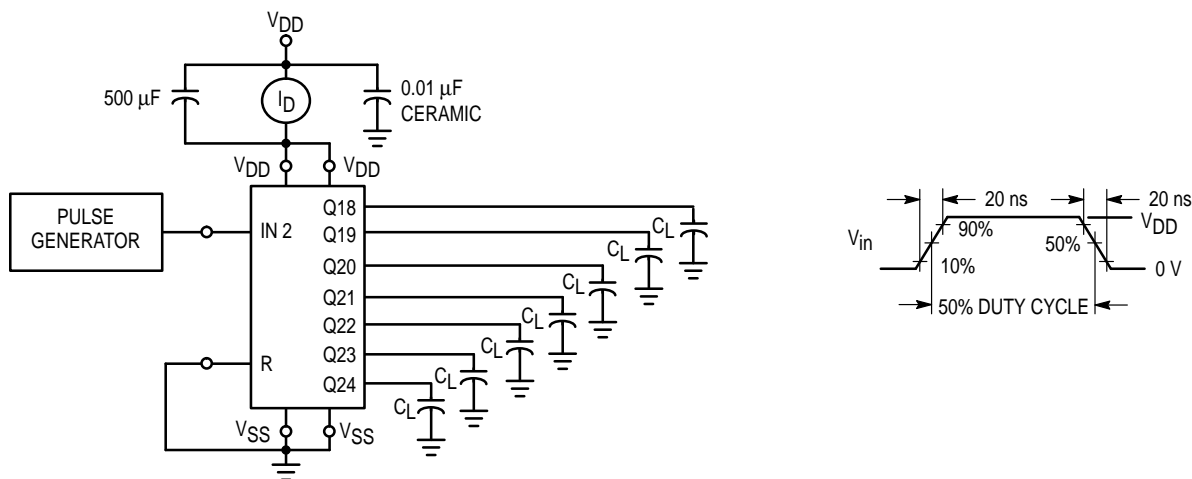 VDD
500 μF
ID
0.01 μF
CERAMIC
VDD
VDD
PULSE
GENERATOR
IN 2
R
Q18
Q19
Q20
Q21
Q22
Q23
Q24
CL
CL
CL
CL
CL
CL
CL
VSS
VSS
20 ns
20 ns
Vin
90%
10%
50%
VDD
0 V
50% DUTY CYCLE